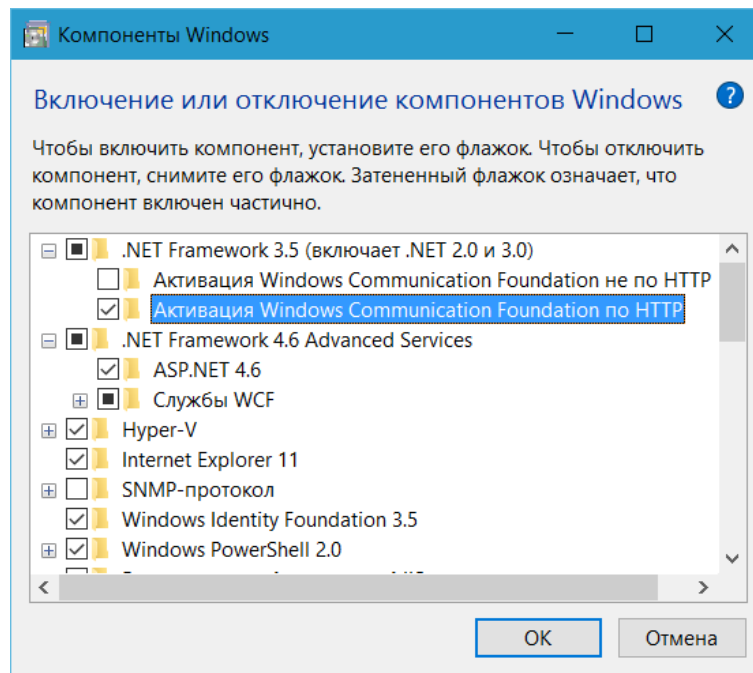 Компоненты Windows
Включение или отключение компонентов Windows
?
Чтобы включить компонент, установите его флажок. Чтобы отключить
компонент, снимите его флажок. Затененный флажок означает, что
компонент включен частично.
.NET Framework 3.5 (включает .NET 2.0 и 3.0)
Активация Windows Communication Foundation не по HTTP
Активация Windows Communication Foundation по HTTP
.NET Framework 4.6 Advanced Services
ASP.NET 4.6
Службы WCF
Hyper-V
Internet Explorer 11
SNMP-протокол
Windows Identity Foundation 3.5
Windows PowerShell 2.0
ОК
Отмена